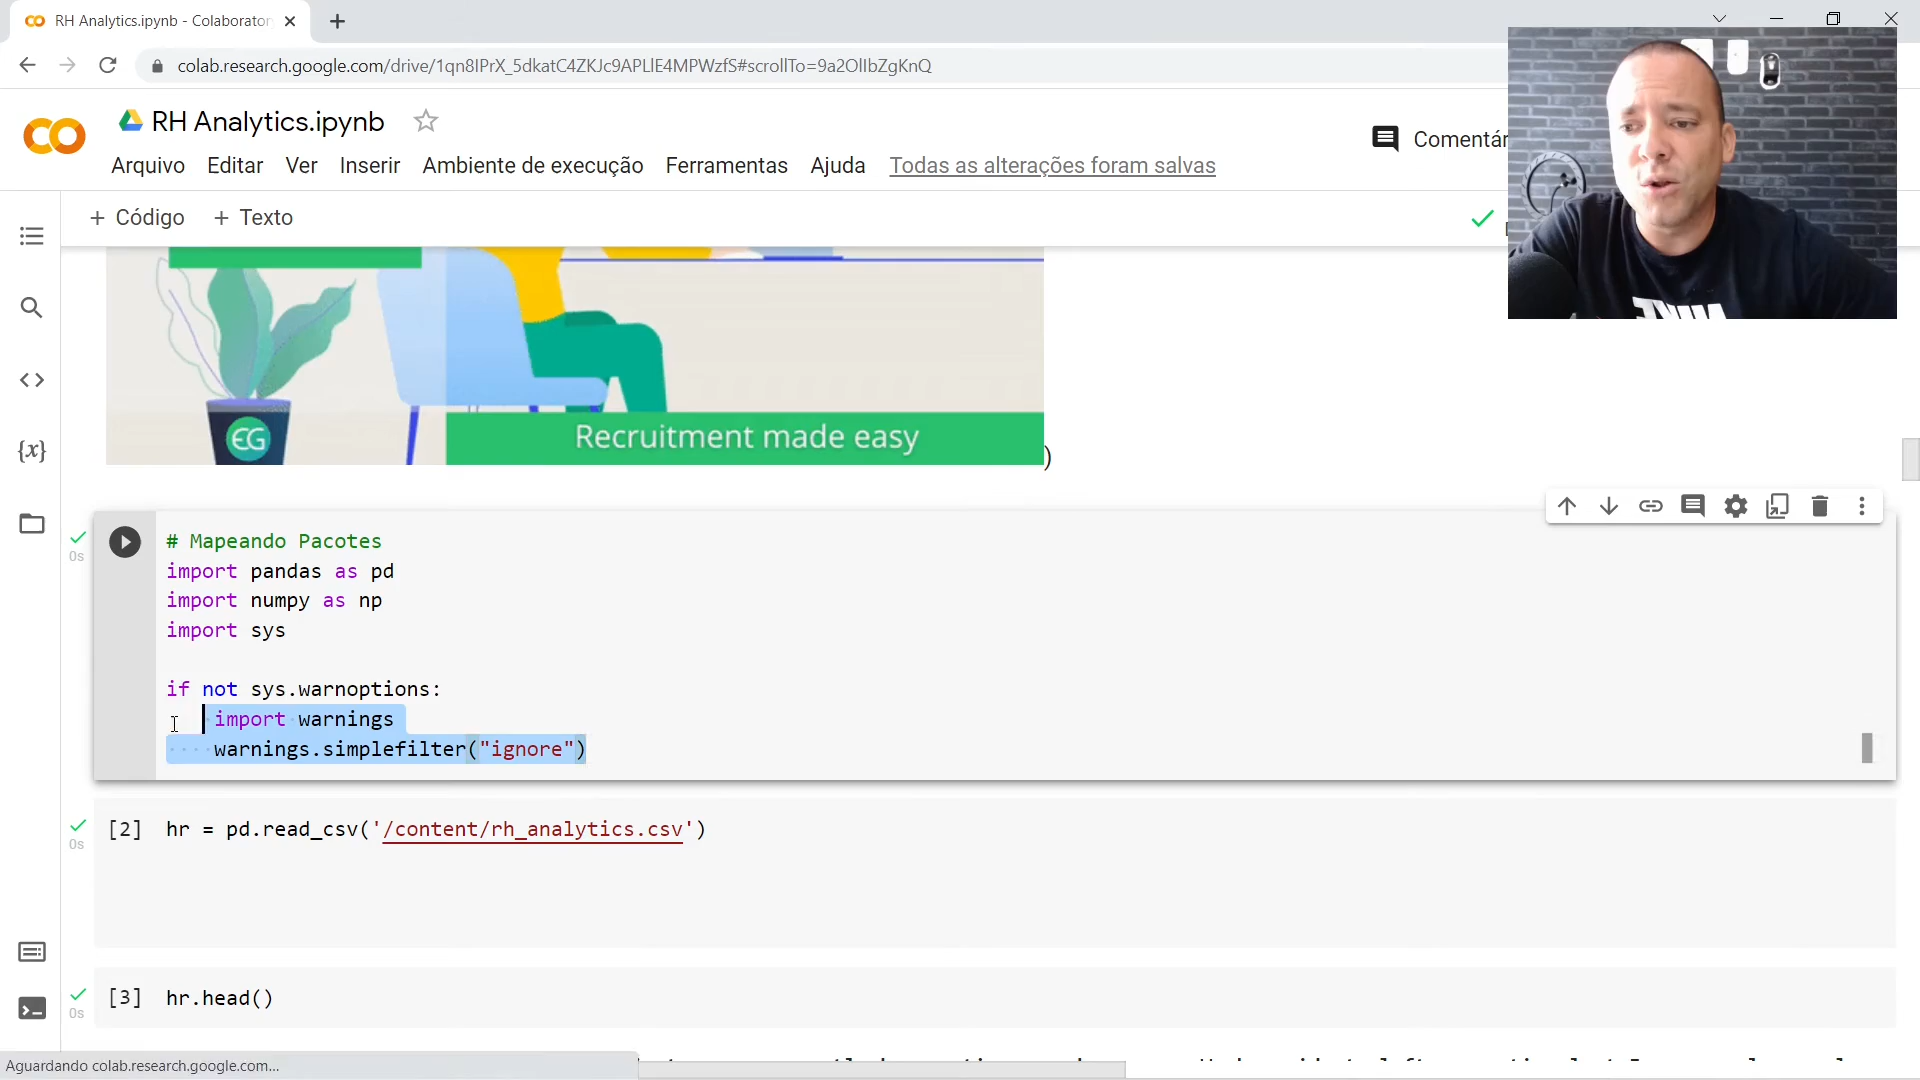 RH Analytics.ipynb - Colaborator
colab.research.google.com/drive/1qn8IPrX_5dkatC4ZKJc9APLlE4MPWzfS#scrollTo=9a2OlIbZgKnQ
RH Analytics.ipynb
Comentár
Arquivo Editar Ver Inserir Ambiente de execução Ferramentas Ajuda Todas as alterações foram salvas
+ Código + Texto
EG
Recruitment made easy
)
# Mapeando Pacotes
0s
import pandas as pd
import numpy as np
import sys
if not sys.warnoptions:
import warnings
warnings.simplefilter("ignore")
[2] hr = pd.read_csv('/content/rh_analytics.csv')
0s
[3] hr.head()
0s
Aguardando colab.research.google.com...